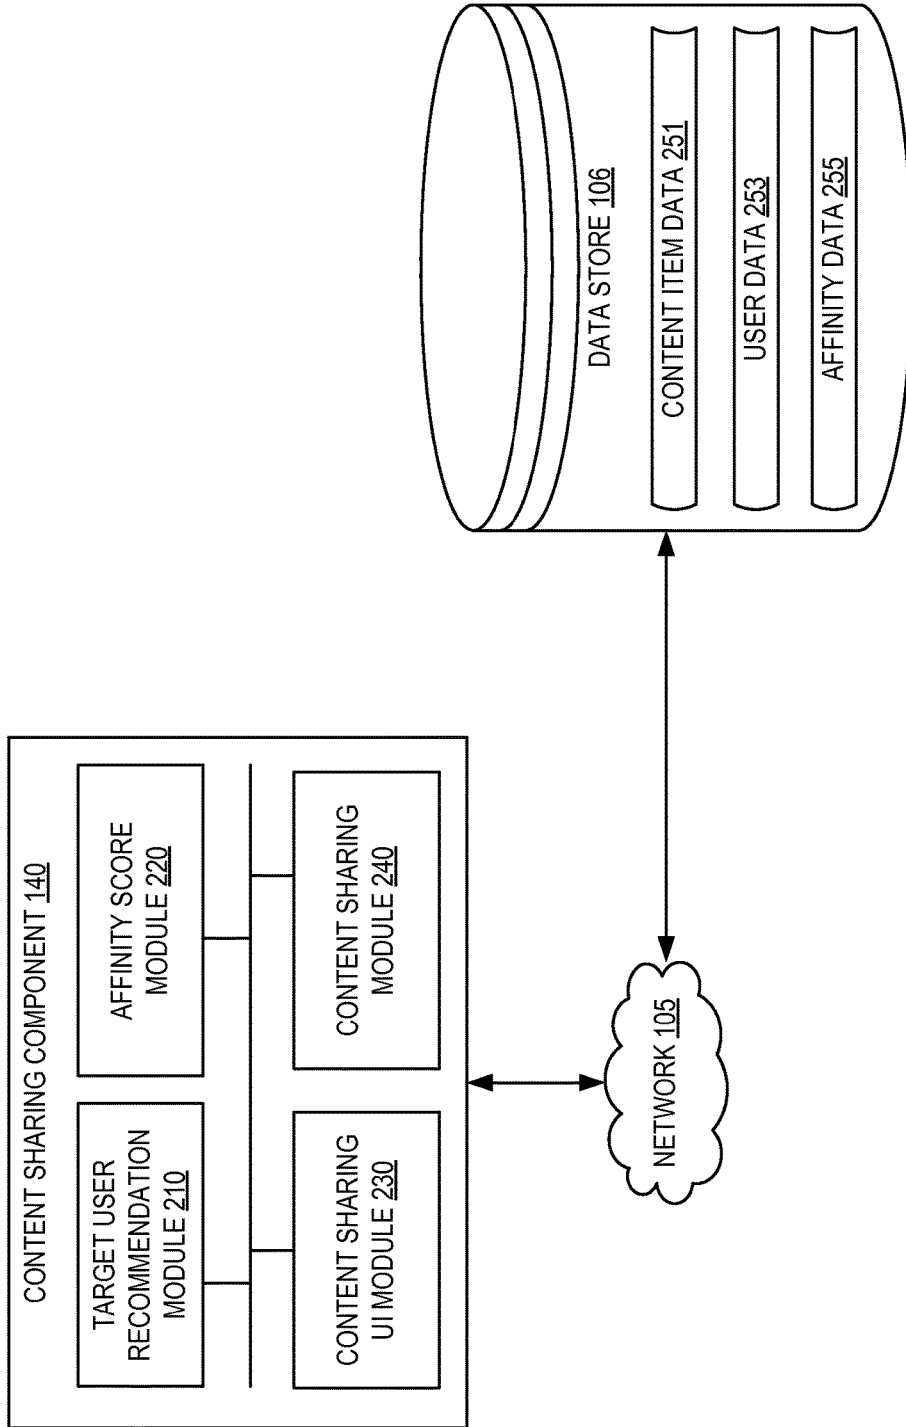 CONTENT SHARING COMPONENT 140
TARGET USER
RECOMMENDATION
MODULE 210
AFFINITY SCORE
MODULE 220
CONTENT SHARING
UI MODULE 230
CONTENT SHARING
MODULE 240
NETWORK 105
DATA STORE 106
CONTENT ITEM DATA 251
USER DATA 253
AFFINITY DATA 255